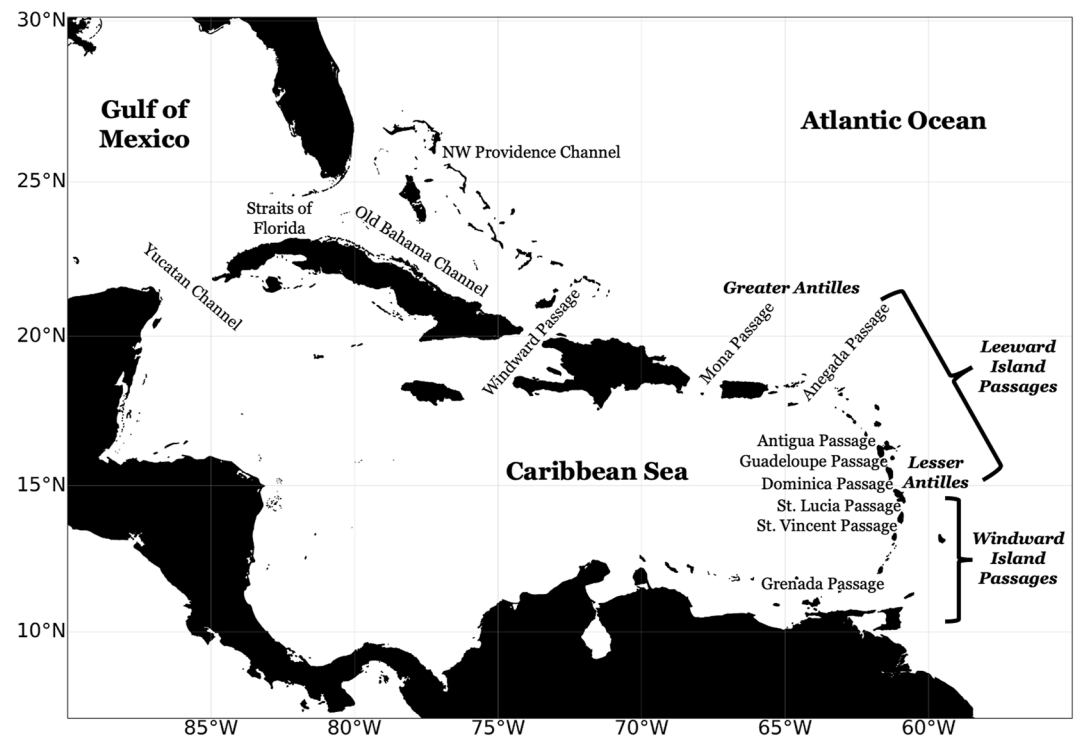 30°N
Gulf of
Mexico
Atlantic Ocean
NW Providence Channel
25°N
Straits of
Florida
Old Bahama Channel
Yucatan Channel
Greater Antilles
20°N
Windward Passage
Mona Passage
Anegada Passage
Leeward
Island
Passages
Antigua Passage
Guadeloupe Passage
Caribbean Sea
Lesser
Antilles
15°N
Dominica Passage
St. Lucia Passage
St. Vincent Passage
Windward
Island
Passages
Grenada Passage
10°N
85°W 80°W 75°W 70°W 65°W 60°W